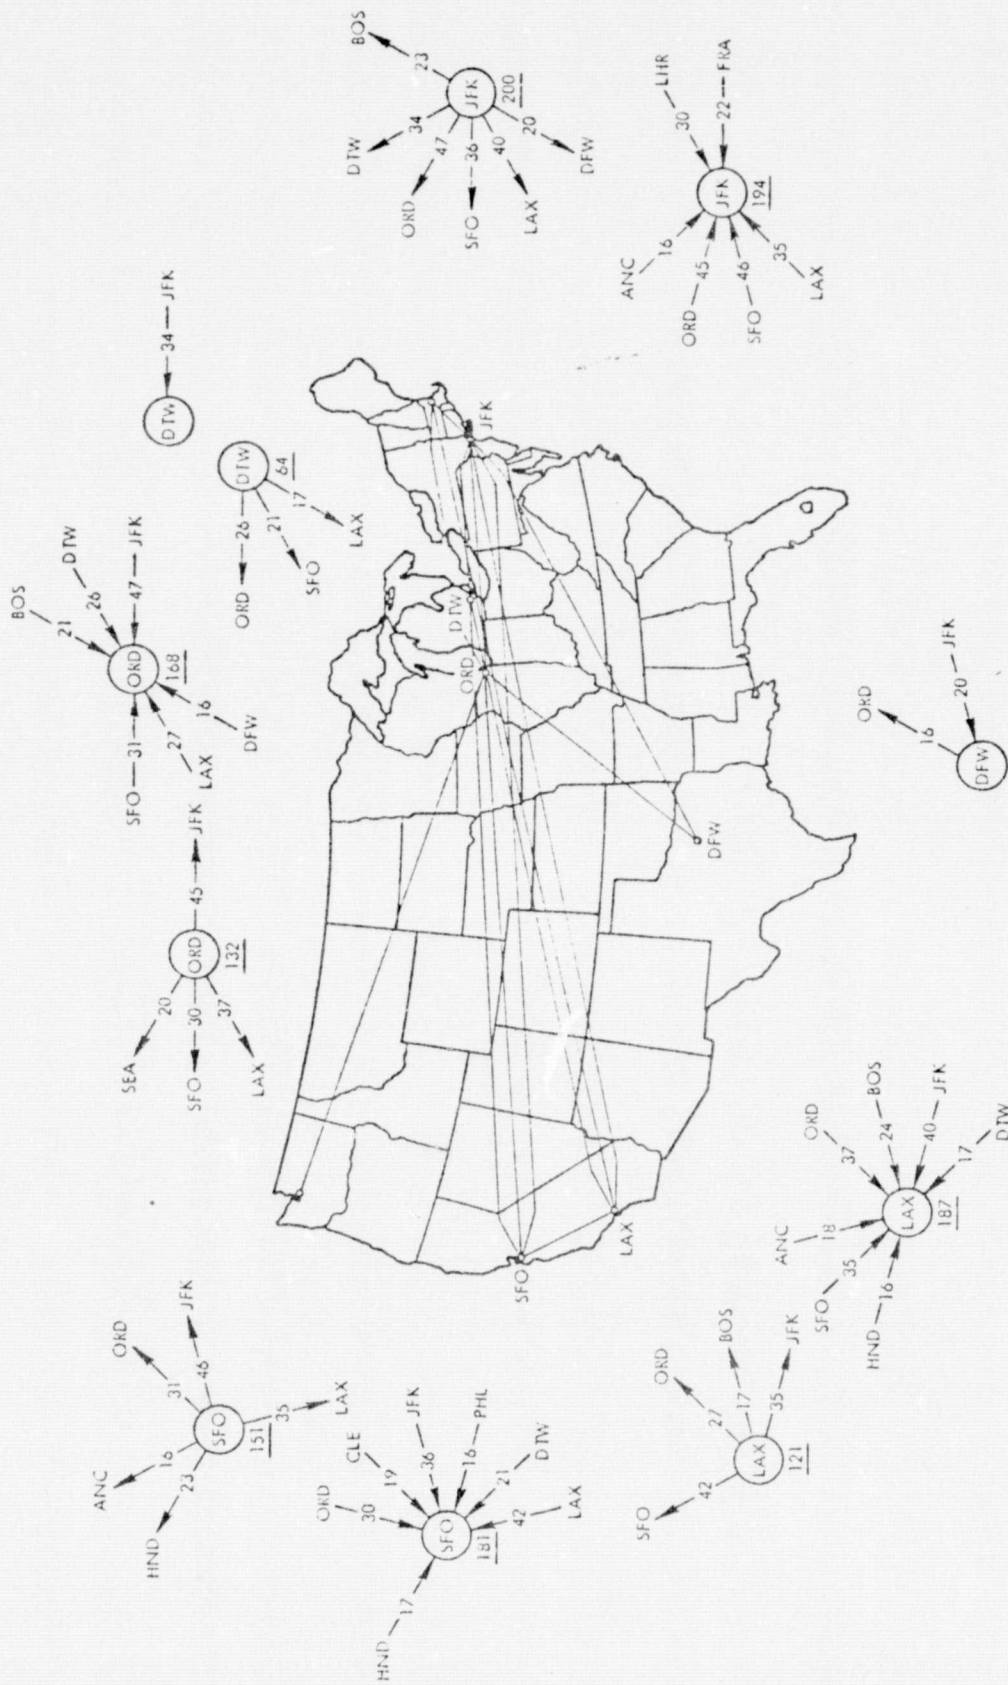 BOS
23
DTW
34
JFK
200
ORD
47
SFO
36
40
LAX
20
DFW
LHR
30
22
FRA
JFK
194
ANC
16
ORD
45
SFO
46
35
LAX
DTW
34
JFK
DTW
64
ORD
26
21
SFO
17
LAX
BOS
21
DTW
26
47
JFK
ORD
168
SFO
31
27
LAX
16
DFW
45
JFK
ORD
132
SEA
20
SFO
30
37
LAX
JFK
DTW
ORD
DFW
SFO
LAX
ORD
16
20
JFK
DFW
ORD
31
46
JFK
SFO
151
ANC
16
HND
23
35
LAX
CLE
19
JFK
36
16
PHL
21
DTW
ORD
30
SFO
181
42
LAX
HND
17
ORD
27
BOS
17
35
JFK
LAX
121
SFO
42
ORD
37
24
BOS
40
JFK
17
DTW
ANC
18
SFO
35
HND
16
LAX
187